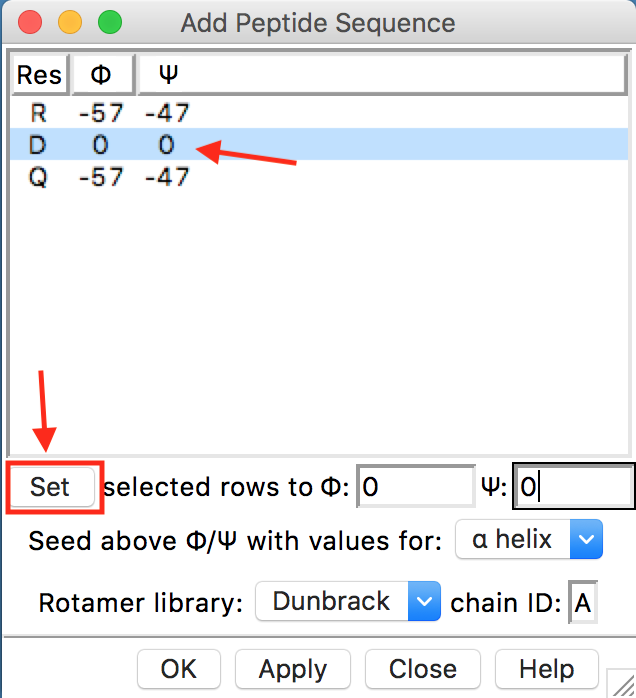 Add Peptide Sequence
Res Φ Ψ
R -57 -47
D 0 0
Q -57 -47
Set selected rows to Φ: 0 Ψ: 0
Seed above Φ/Ψ with values for: α helix
Rotamer library: Dunbrack chain ID: A
OK Apply Close Help